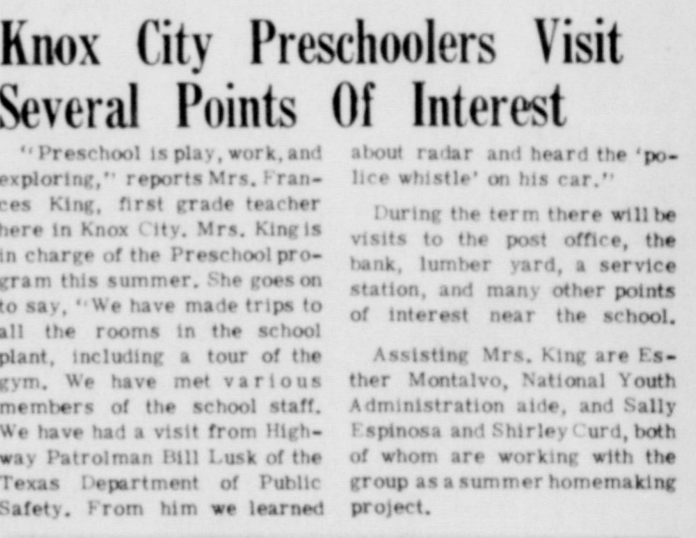 Knox City Preschoolers Visit
Several Points Of Interest
"Preschool is play, work, and
exploring," reports Mrs. Fran-
ces King, first grade teacher
here in Knox City. Mrs. King is
in charge of the Preschool pro-
gram this summer. She goes on
to say, "We have made trips to
all the rooms in the school
plant, including a tour of the
gym. We have met various
members of the school staff.
We have had a visit from High-
way Patrolman Bill Lusk of the
Texas Department of Public
Safety. From him we learned
about radar and heard the 'po-
lice whistle' on his car."
During the term there will be
visits to the post office, the
bank, lumber yard, a service
station, and many other points
of interest near the school.
Assisting Mrs. King are Es-
ther Montalvo, National Youth
Administration aide, and Sally
Espinosa and Shirley Curd, both
of whom are working with the
group as a summer homemaking
project.